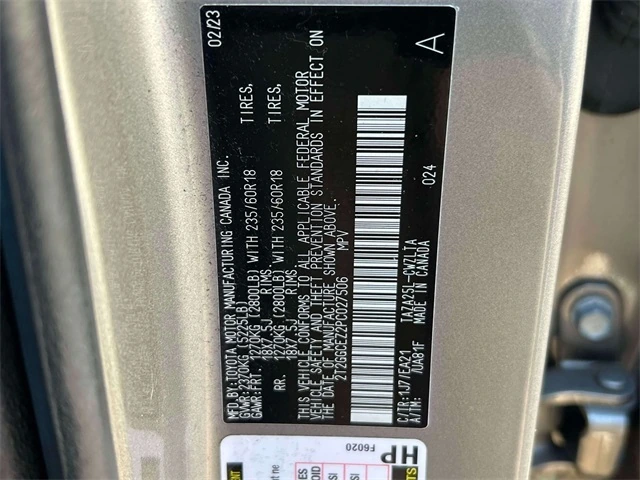 MFD.BY:TOYOTA MOTOR MANUFACTURING CANADA INC. 02/23
GVWR:2370KG (5225LB)
GAWR:FRT. 1270KG (2800LB) WITH 235/60R18 TIRES,
18X7.5J RIMS
RR. 1270KG (2800LB) WITH 235/60R18 TIRES,
18X7.5J RIMS
THIS VEHICLE CONFORMS TO ALL APPLICABLE FEDERAL MOTOR
VEHICLE SAFETY AND THEFT PREVENTION STANDARDS IN EFFECT ON
THE DATE OF MANUFACTURE SHOWN ABOVE.
2T2GGCEZ2PC027506 MPV
C/TR:1J7/EA21 TAZA25L-CWZLTA
A/TM: /UA81F MADE IN CANADA
024
A
F6020
HP